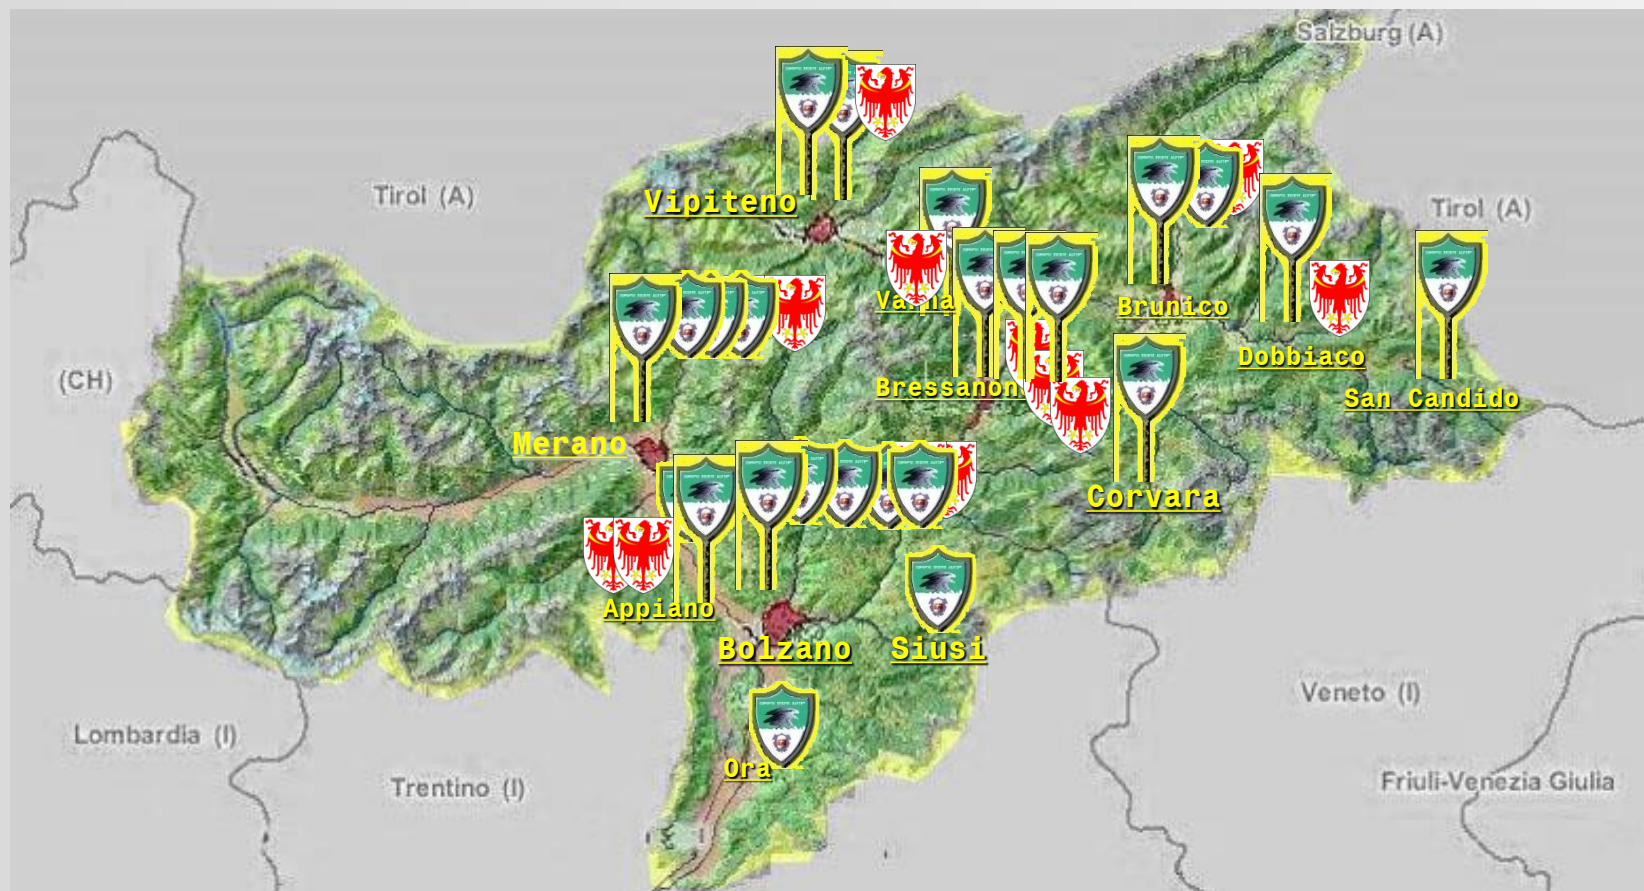 Salzburg (A)
Tirol (A)
Vipiteno
Tirol (A)
Brunico
(CH)
Dobbiaco
Bressanon
San Candido
Merano
Corvara
Appiano
Bolzano
Siusi
Veneto (I)
Lombardia (I)
Ora
Trentino (I)
Friuli-Venezia Giulia